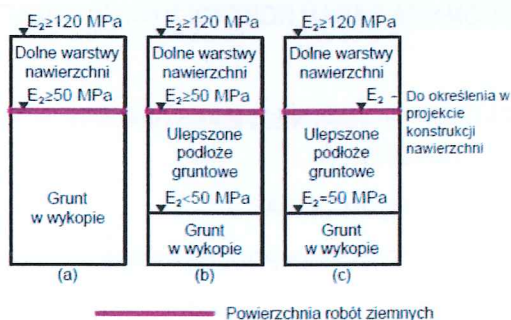 E₂≥120 MPa
Dolne warstwy
nawierzchni
E₂≥50 MPa
Grunt
w wykopie
(a)
E₂≥120 MPa
Dolne warstwy
nawierzchni
E₂≥50 MPa
Ulepszone
podłoże
gruntowe
E₂<50 MPa
Grunt
w wykopie
(b)
E₂≥120 MPa
Dolne warstwy
nawierzchni
E₂ -
Do określenia w
projekcie
konstrukcji
nawierzchni
Ulepszone
podłoże
gruntowe
E₂=50 MPa
Grunt
w wykopie
(c)
Powierzchnia robót ziemnych